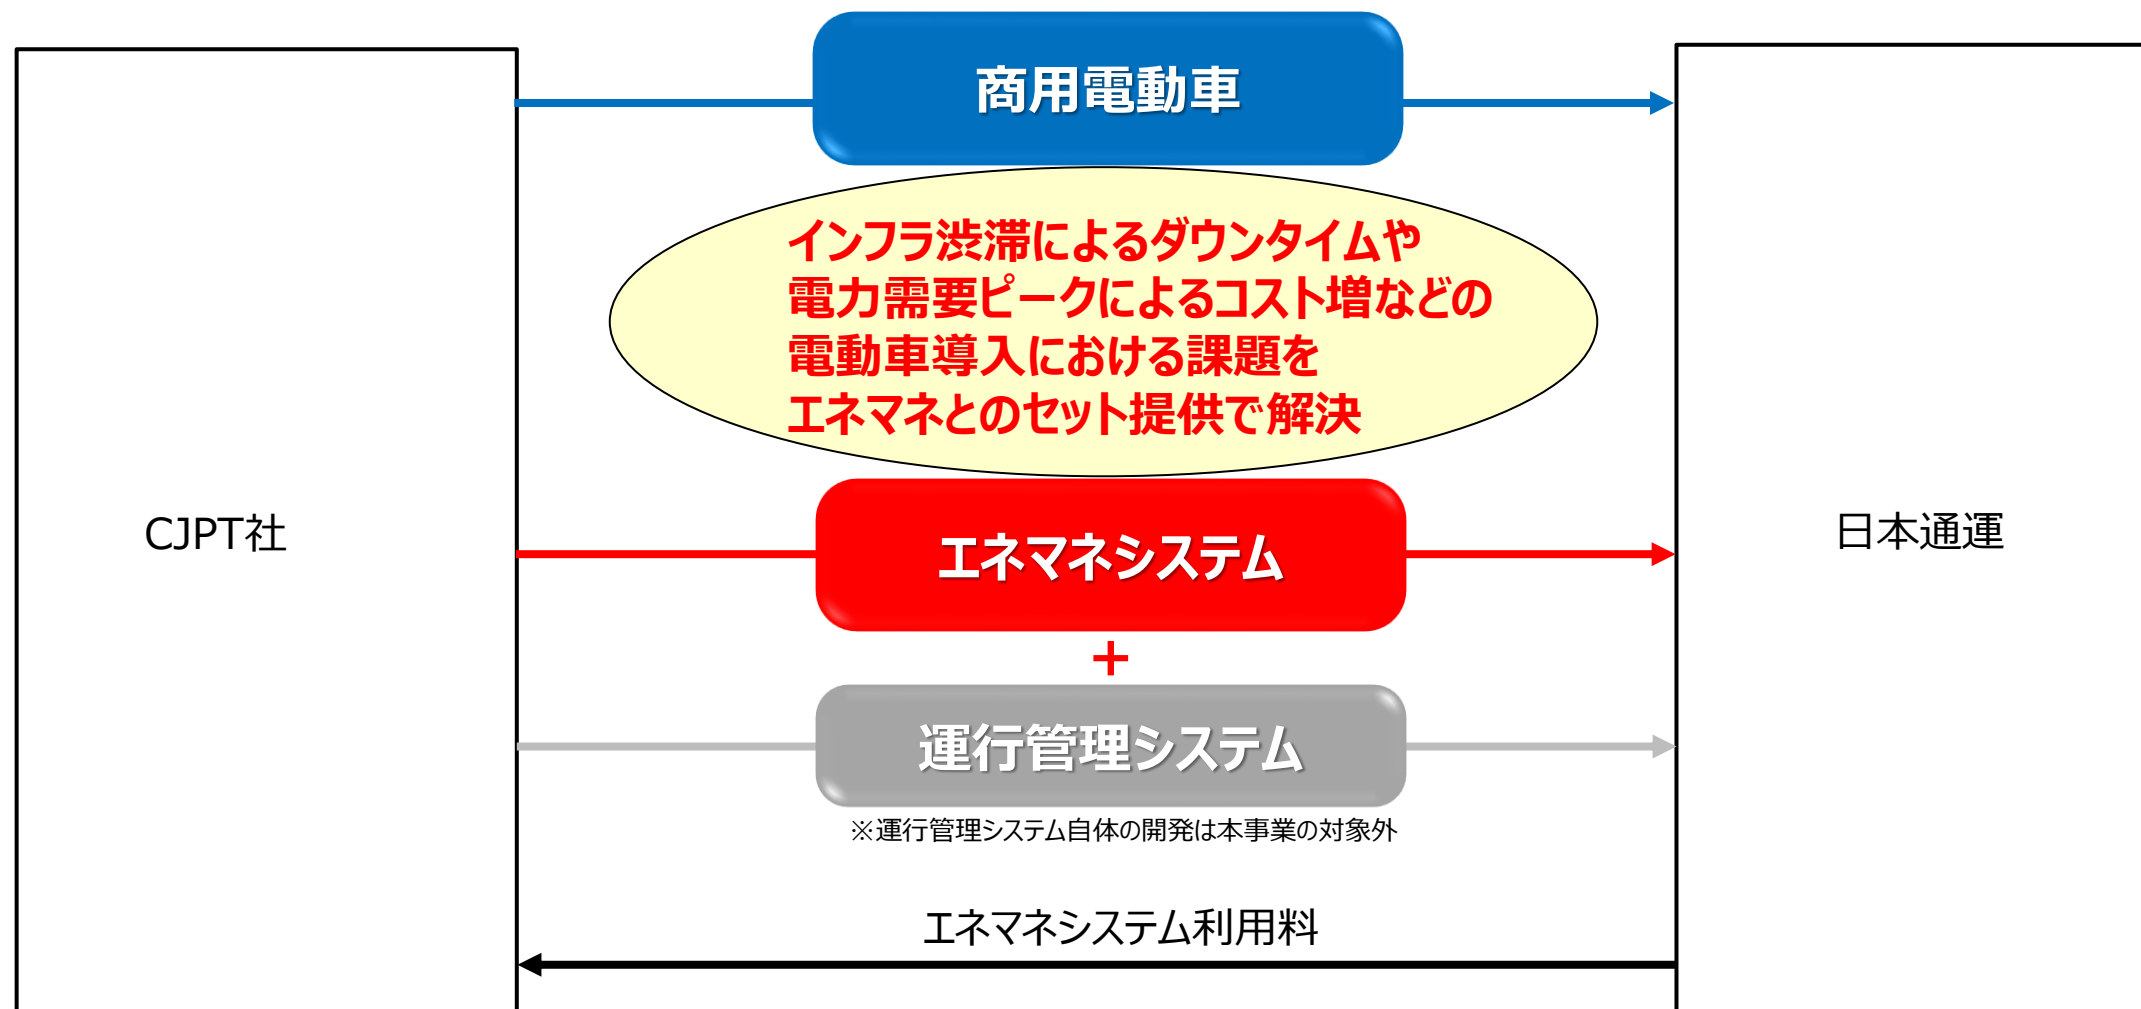 商用電動車
インフラ渋滞によるダウンタイムや
電力需要ピークによるコスト増などの
電動車導入における課題を
エネマネとのセット提供で解決
CJPT社
エネマネシステム
日本通運
+
運行管理システム
※運行管理システム自体の開発は本事業の対象外
エネマネシステム利用料